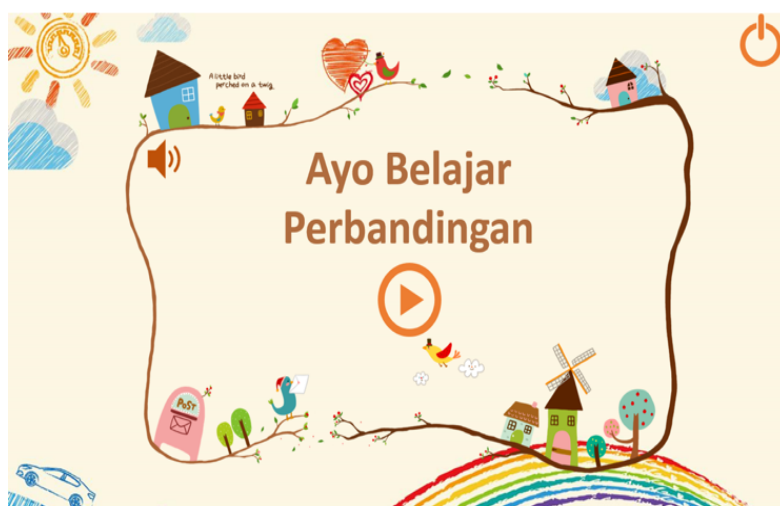 A little bird
perched on a twig
Ayo Belajar
Perbandingan
PoST